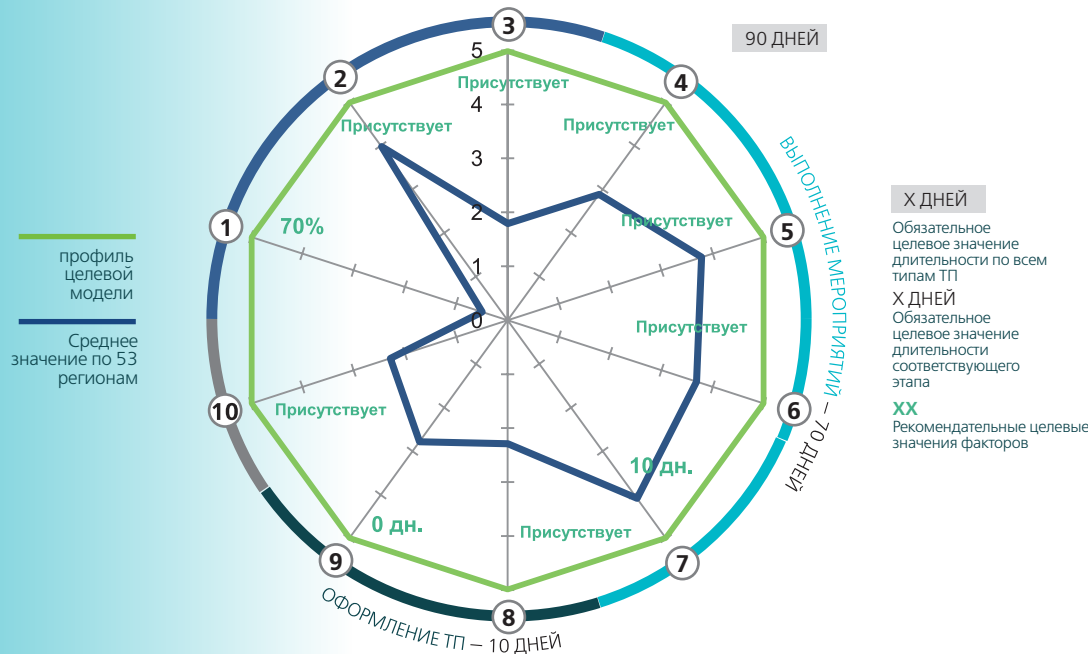 профиль
целевой
модели
Среднее
значение по 53
регионам
3
2
4
1
5
10
6
9
7
8
5
4
3
2
1
0
Присутствует
Присутствует
Присутствует
70%
Присутствует
Присутствует
Присутствует
10 дн.
0 дн.
Присутствует
90 ДНЕЙ
ВЫПОЛНЕНИЕ МЕРОПРИЯТИЙ – 70 ДНЕЙ
ОФОРМЛЕНИЕ ТП – 10 ДНЕЙ
X ДНЕЙ
Обязательное
целевое значение
длительности по всем
типам ТП
X ДНЕЙ
Обязательное
целевое значение
длительности
соответствующего
этапа
XX
Рекомендательные целевые
значения факторов